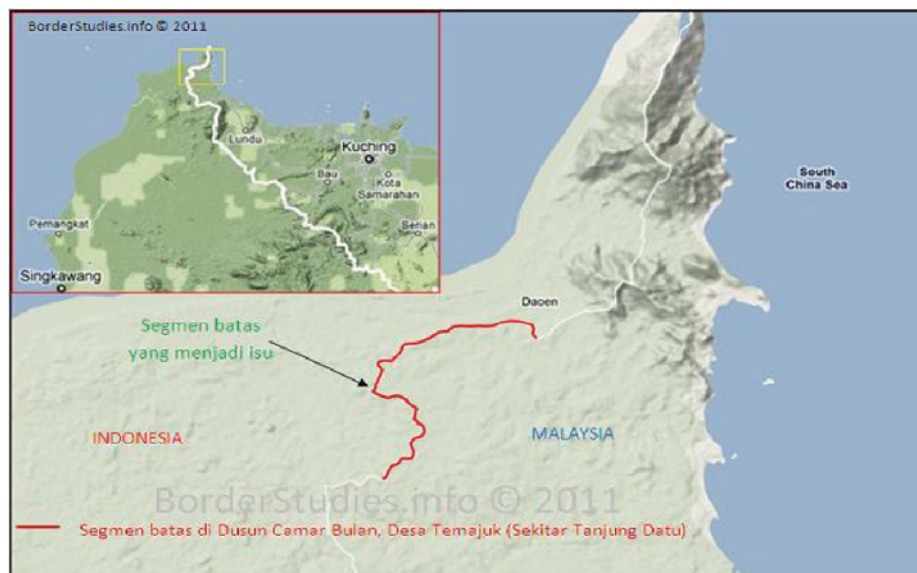 BorderStudies.info © 2011
Lundu
Kuching
Bau
Kota
Samarahan
Serian
Pemangkat
Singkawang
South
China Sea
Daoen
Segmen batas
yang menjadi isu
INDONESIA
MALAYSIA
BorderStudies.info © 2011
Segmen batas di Dusun Camar Bulan, Desa Temajuk (Sekitar Tanjung Datu)